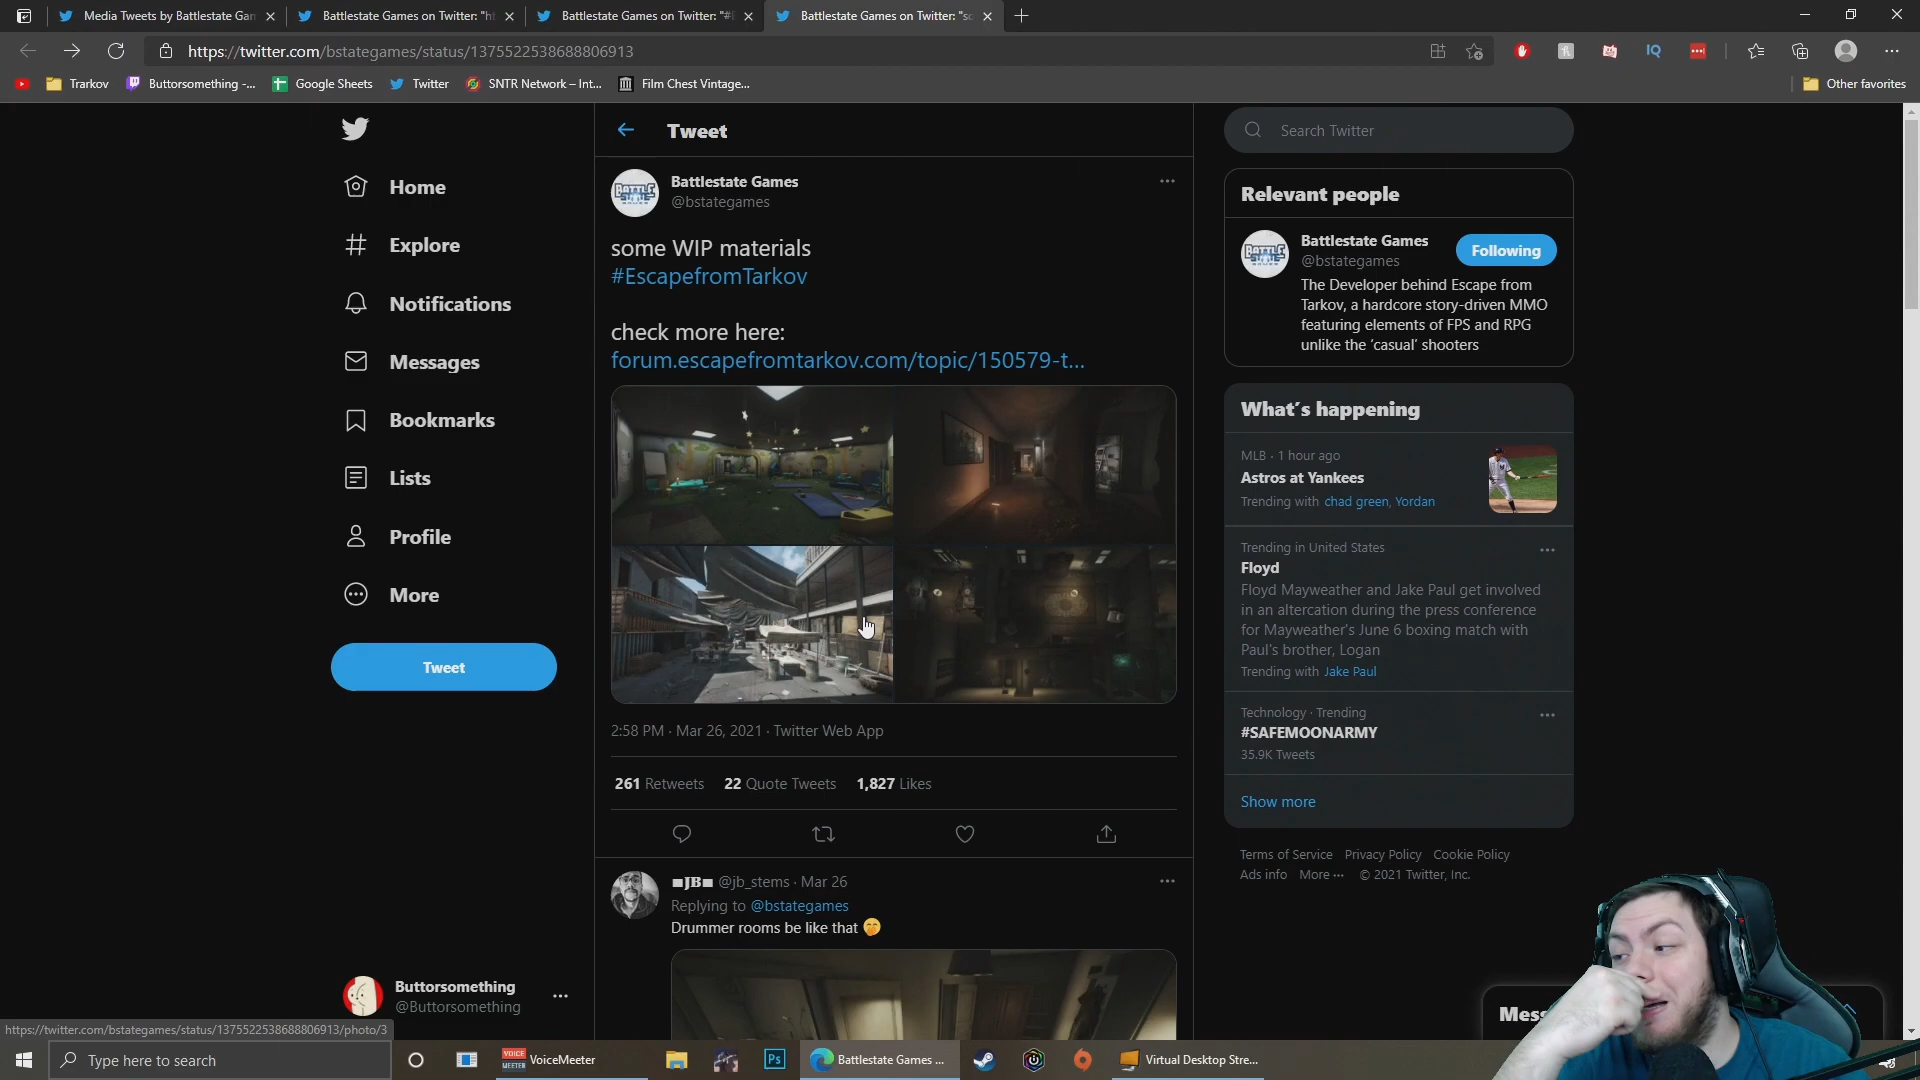 Media Tweets by Battlestate Gan
Battlestate Games on Twitter: "ht
Battlestate Games on Twitter: "#E
Battlestate Games on Twitter: "so
https://twitter.com/bstategames/status/1375522538688806913
Trarkov
Buttorsomething -...
Google Sheets
Twitter
SNTR Network – Int...
Film Chest Vintage...
Other favorites
IQ
Home
Explore
Notifications
Messages
Bookmarks
Lists
Profile
More
Tweet
Buttorsomething
@Buttorsomething
Tweet
Battlestate Games
@bstategames
some WIP materials
#EscapefromTarkov
check more here:
forum.escapefromtarkov.com/topic/150579-t...
2:58 PM · Mar 26, 2021 · Twitter Web App
261 Retweets 22 Quote Tweets 1,827 Likes
■JB■ @jb_stems · Mar 26
Replying to @bstategames
Drummer rooms be like that 🤭
Search Twitter
Relevant people
Battlestate Games
@bstategames
Following
The Developer behind Escape from
Tarkov, a hardcore story-driven MMO
featuring elements of FPS and RPG
unlike the 'casual' shooters
What's happening
MLB · 1 hour ago
Astros at Yankees
Trending with chad green, Yordan
Trending in United States
Floyd
Floyd Mayweather and Jake Paul get involved
in an altercation during the press conference
for Mayweather's June 6 boxing match with
Paul's brother, Logan
Trending with Jake Paul
Technology · Trending
#SAFEMOONARMY
35.9K Tweets
Show more
Terms of Service Privacy Policy Cookie Policy
Ads info More ··· © 2021 Twitter, Inc.
https://twitter.com/bstategames/status/1375522538688806913/photo/3
Type here to search
VOICE MEETER
VoiceMeeter
Ps
Battlestate Games ...
Virtual Desktop Stre...